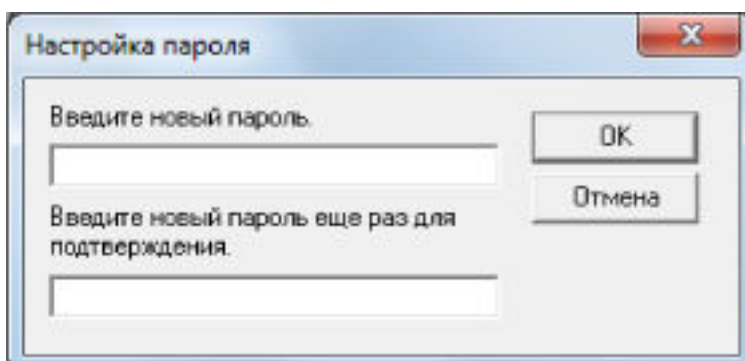 Настройка пароля
Введите новый пароль.
OK
Отмена
Введите новый пароль еще раз для
подтверждения.